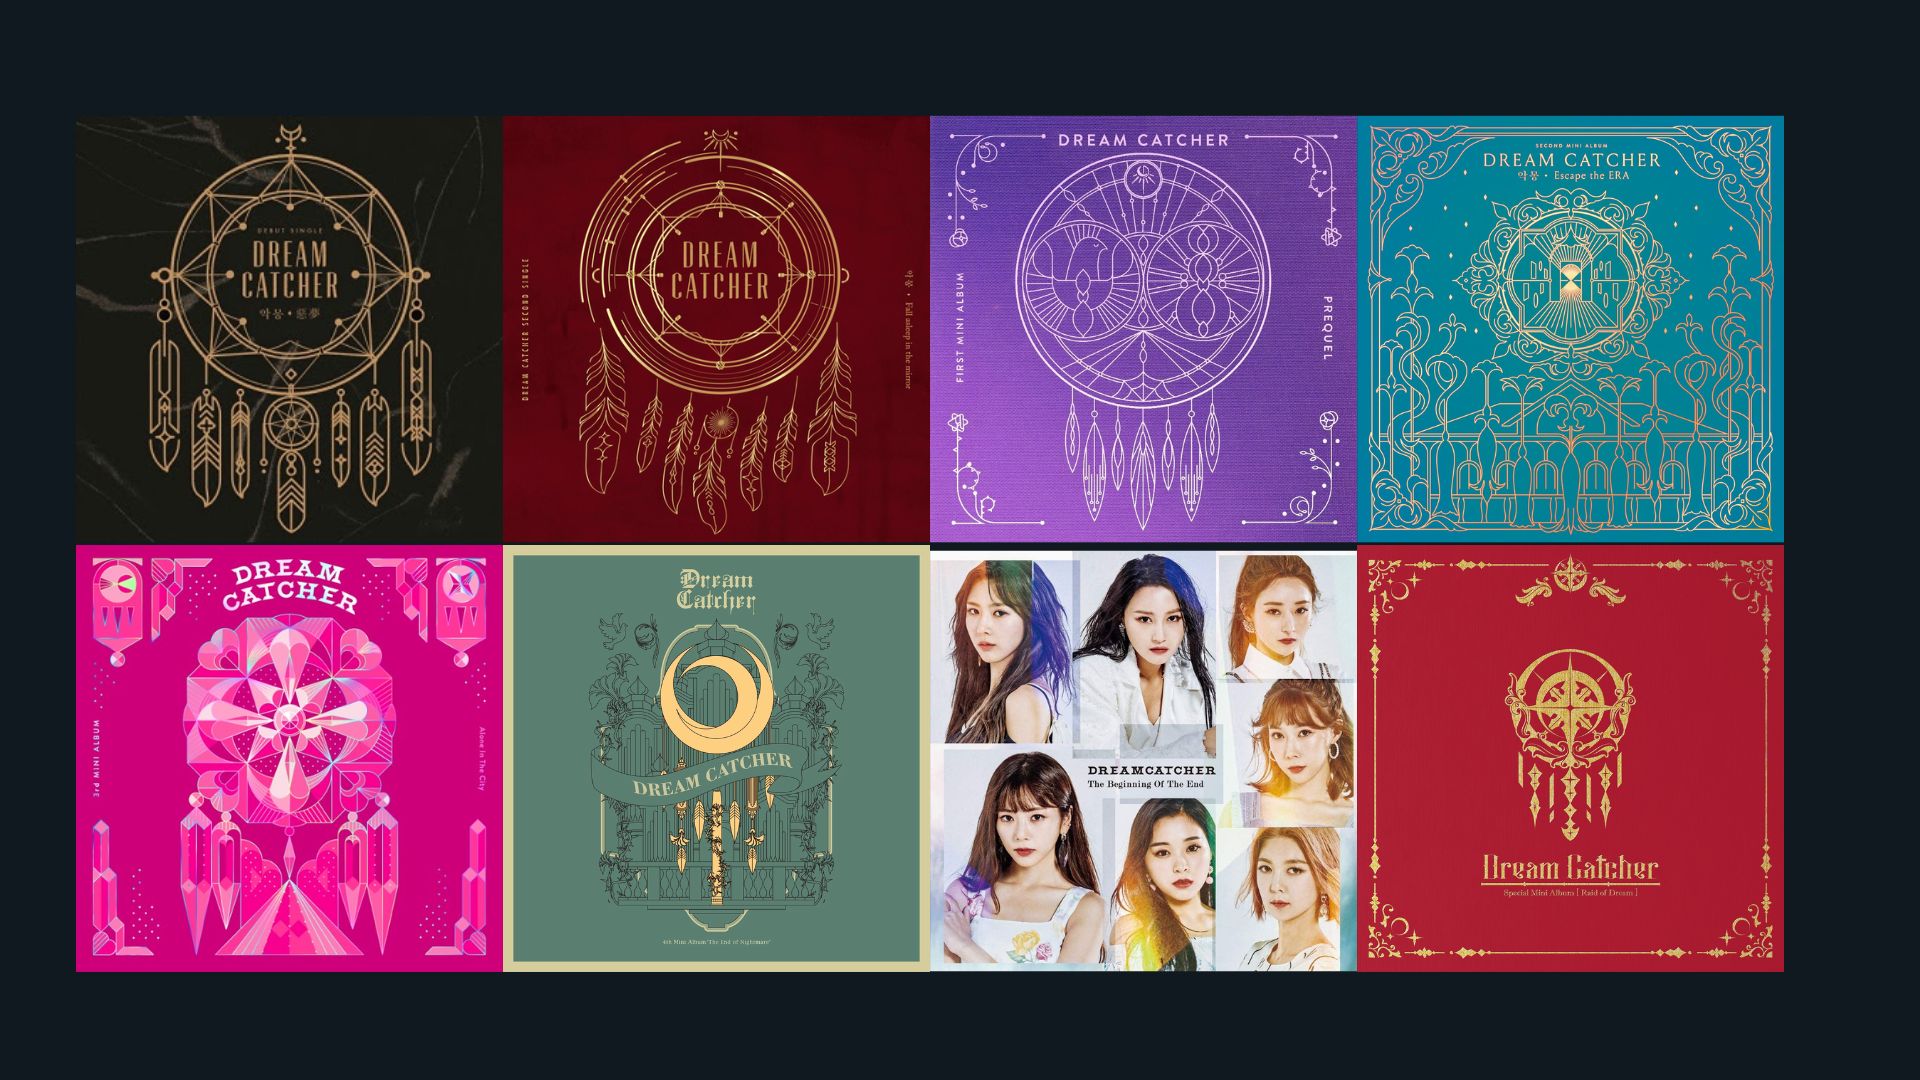 DEBUT SINGLE
DREAM
CATCHER
악몽 • 惡夢
DREAM CATCHER SECOND SINGLE
DREAM
CATCHER
악몽 • Fall asleep in the mirror
DREAM CATCHER
FIRST MINI ALBUM
PREQUEL
SECOND MINI ALBUM
DREAM CATCHER
악몽 • Escape the ERA
DREAM
CATCHER
3rd MINI ALBUM
Alone In The City
Dream
Catcher
DREAM CATCHER
4th Mini Album 'The End of Nightmare'
DREAMCATCHER
The Beginning Of The End
Dream Catcher
Special Mini Album [ Raid of Dream ]